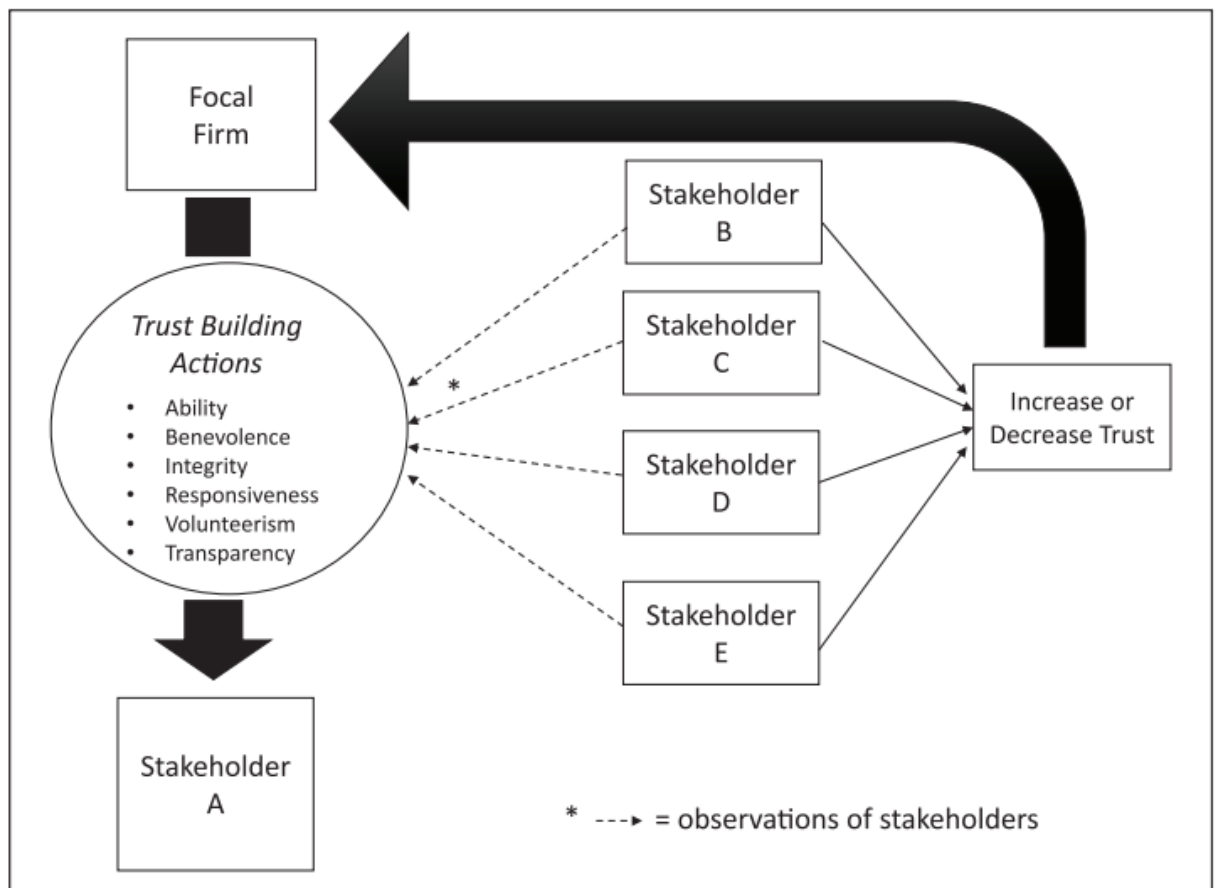 Focal
Firm
Trust Building
Actions
• Ability
• Benevolence
• Integrity
• Responsiveness
• Volunteerism
• Transparency
Stakeholder
A
Stakeholder
B
Stakeholder
C
*
Stakeholder
D
Stakeholder
E
Increase or
Decrease Trust
* = observations of stakeholders